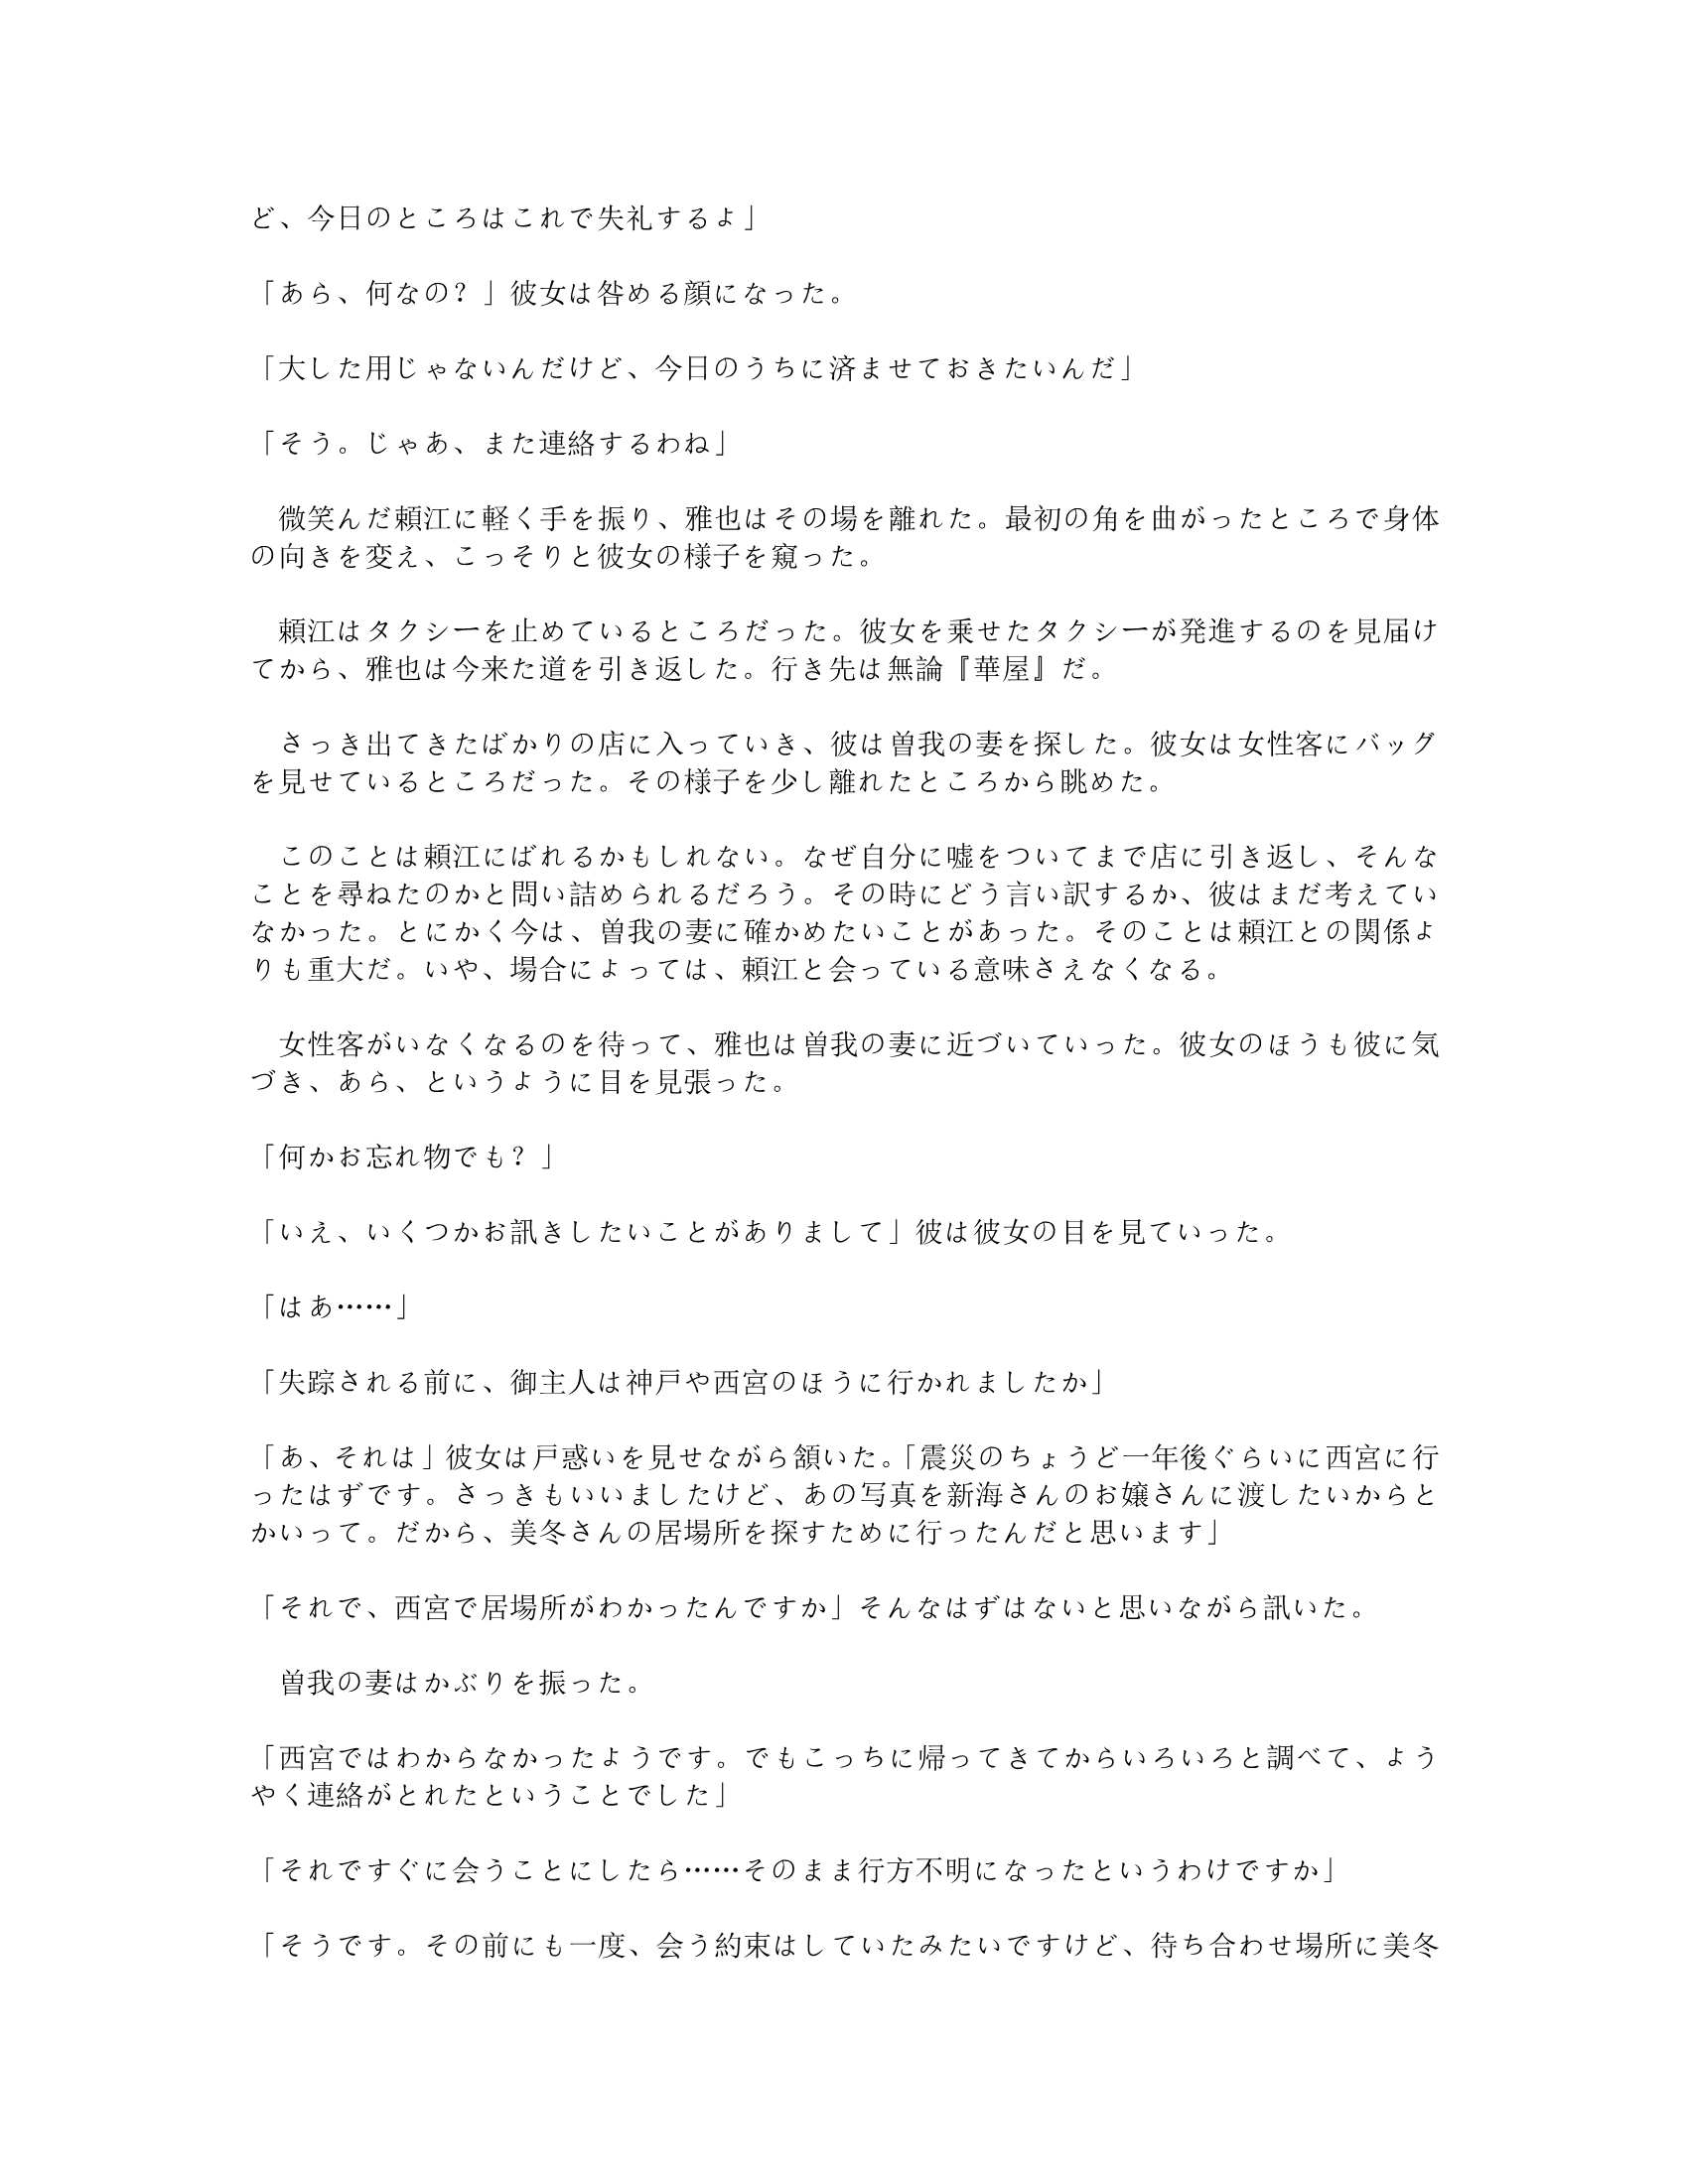 ど、今日のところはこれで失礼するよ」
「あら、何なの？」彼女は咎める顔になった。
「大した用じゃないんだけど、今日のうちに済ませておきたいんだ」
「そう。じゃあ、また連絡するわね」
　微笑んだ頼江に軽く手を振り、雅也はその場を離れた。最初の角を曲がったところで身体
の向きを変え、こっそりと彼女の様子を窺った。
　頼江はタクシーを止めているところだった。彼女を乗せたタクシーが発進するのを見届け
てから、雅也は今来た道を引き返した。行き先は無論『華屋』だ。
　さっき出てきたばかりの店に入っていき、彼は曽我の妻を探した。彼女は女性客にバッグ
を見せているところだった。その様子を少し離れたところから眺めた。
　このことは頼江にばれるかもしれない。なぜ自分に嘘をついてまで店に引き返し、そんな
ことを尋ねたのかと問い詰められるだろう。その時にどう言い訳するか、彼はまだ考えてい
なかった。とにかく今は、曽我の妻に確かめたいことがあった。そのことは頼江との関係よ
りも重大だ。いや、場合によっては、頼江と会っている意味さえなくなる。
　女性客がいなくなるのを待って、雅也は曽我の妻に近づいていった。彼女のほうも彼に気
づき、あら、というように目を見張った。
「何かお忘れ物でも？」
「いえ、いくつかお訊きしたいことがありまして」彼は彼女の目を見ていった。
「はあ……」
「失踪される前に、御主人は神戸や西宮のほうに行かれましたか」
「あ、それは」彼女は戸惑いを見せながら頷いた。「震災のちょうど一年後ぐらいに西宮に行
ったはずです。さっきもいいましたけど、あの写真を新海さんのお嬢さんに渡したいからと
かいって。だから、美冬さんの居場所を探すために行ったんだと思います」
「それで、西宮で居場所がわかったんですか」そんなはずはないと思いながら訊いた。
　曽我の妻はかぶりを振った。
「西宮ではわからなかったようです。でもこっちに帰ってきてからいろいろと調べて、よう
やく連絡がとれたということでした」
「それですぐに会うことにしたら……そのまま行方不明になったというわけですか」
「そうです。その前にも一度、会う約束はしていたみたいですけど、待ち合わせ場所に美冬